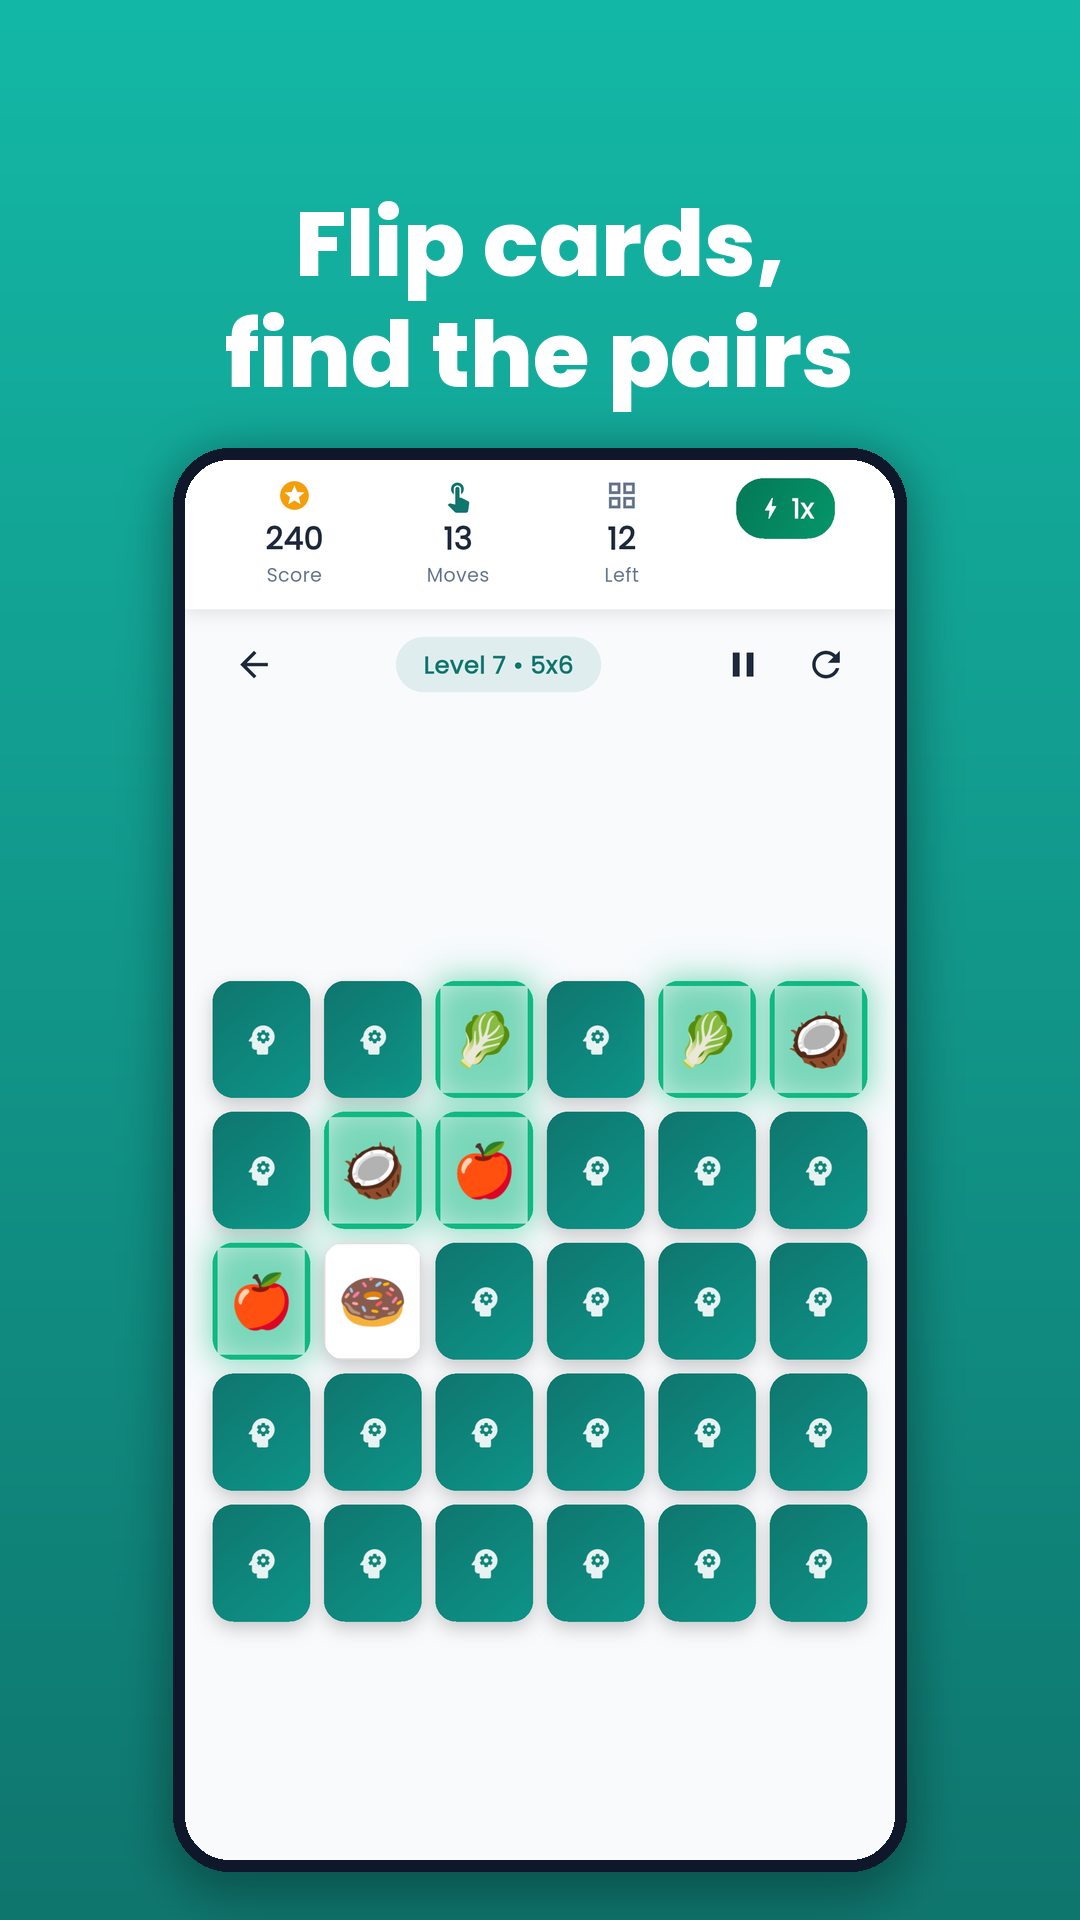 Flip cards,
find the pairs
240
Score
13
Moves
12
Left
1x
Level 7 • 5x6